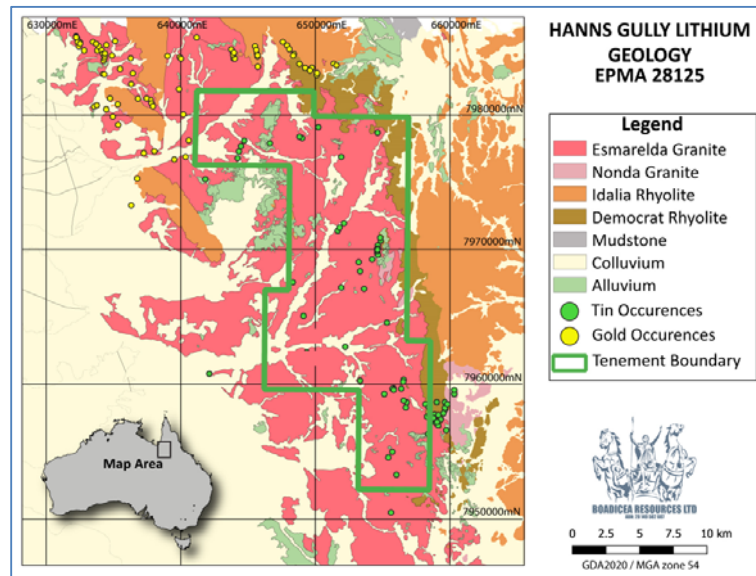 HANNS GULLY LITHIUM
GEOLOGY
EPMA 28125
Legend
Esmarelda Granite
Nonda Granite
Idalia Rhyolite
Democrat Rhyolite
Mudstone
Colluvium
Alluvium
Tin Occurences
Gold Occurences
Tenement Boundary
630000mE
640000mE
650000mE
660000mE
7980000mN
7970000mN
7960000mN
7950000mN
Map Area
BOADICEA RESOURCES LTD
0 2.5 5 7.5 10 km
GDA2020 / MGA zone 54